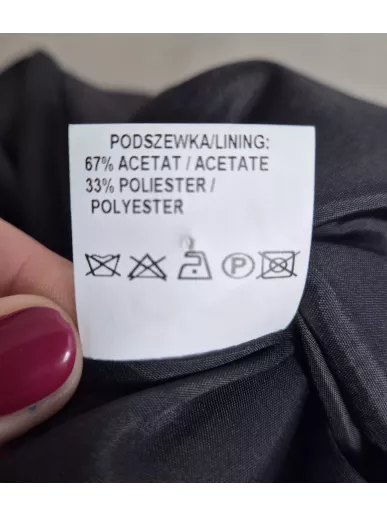 PODSZEWKA/LINING:
67% ACETAT / ACETATE
33% POLIESTER /
POLYESTER
P